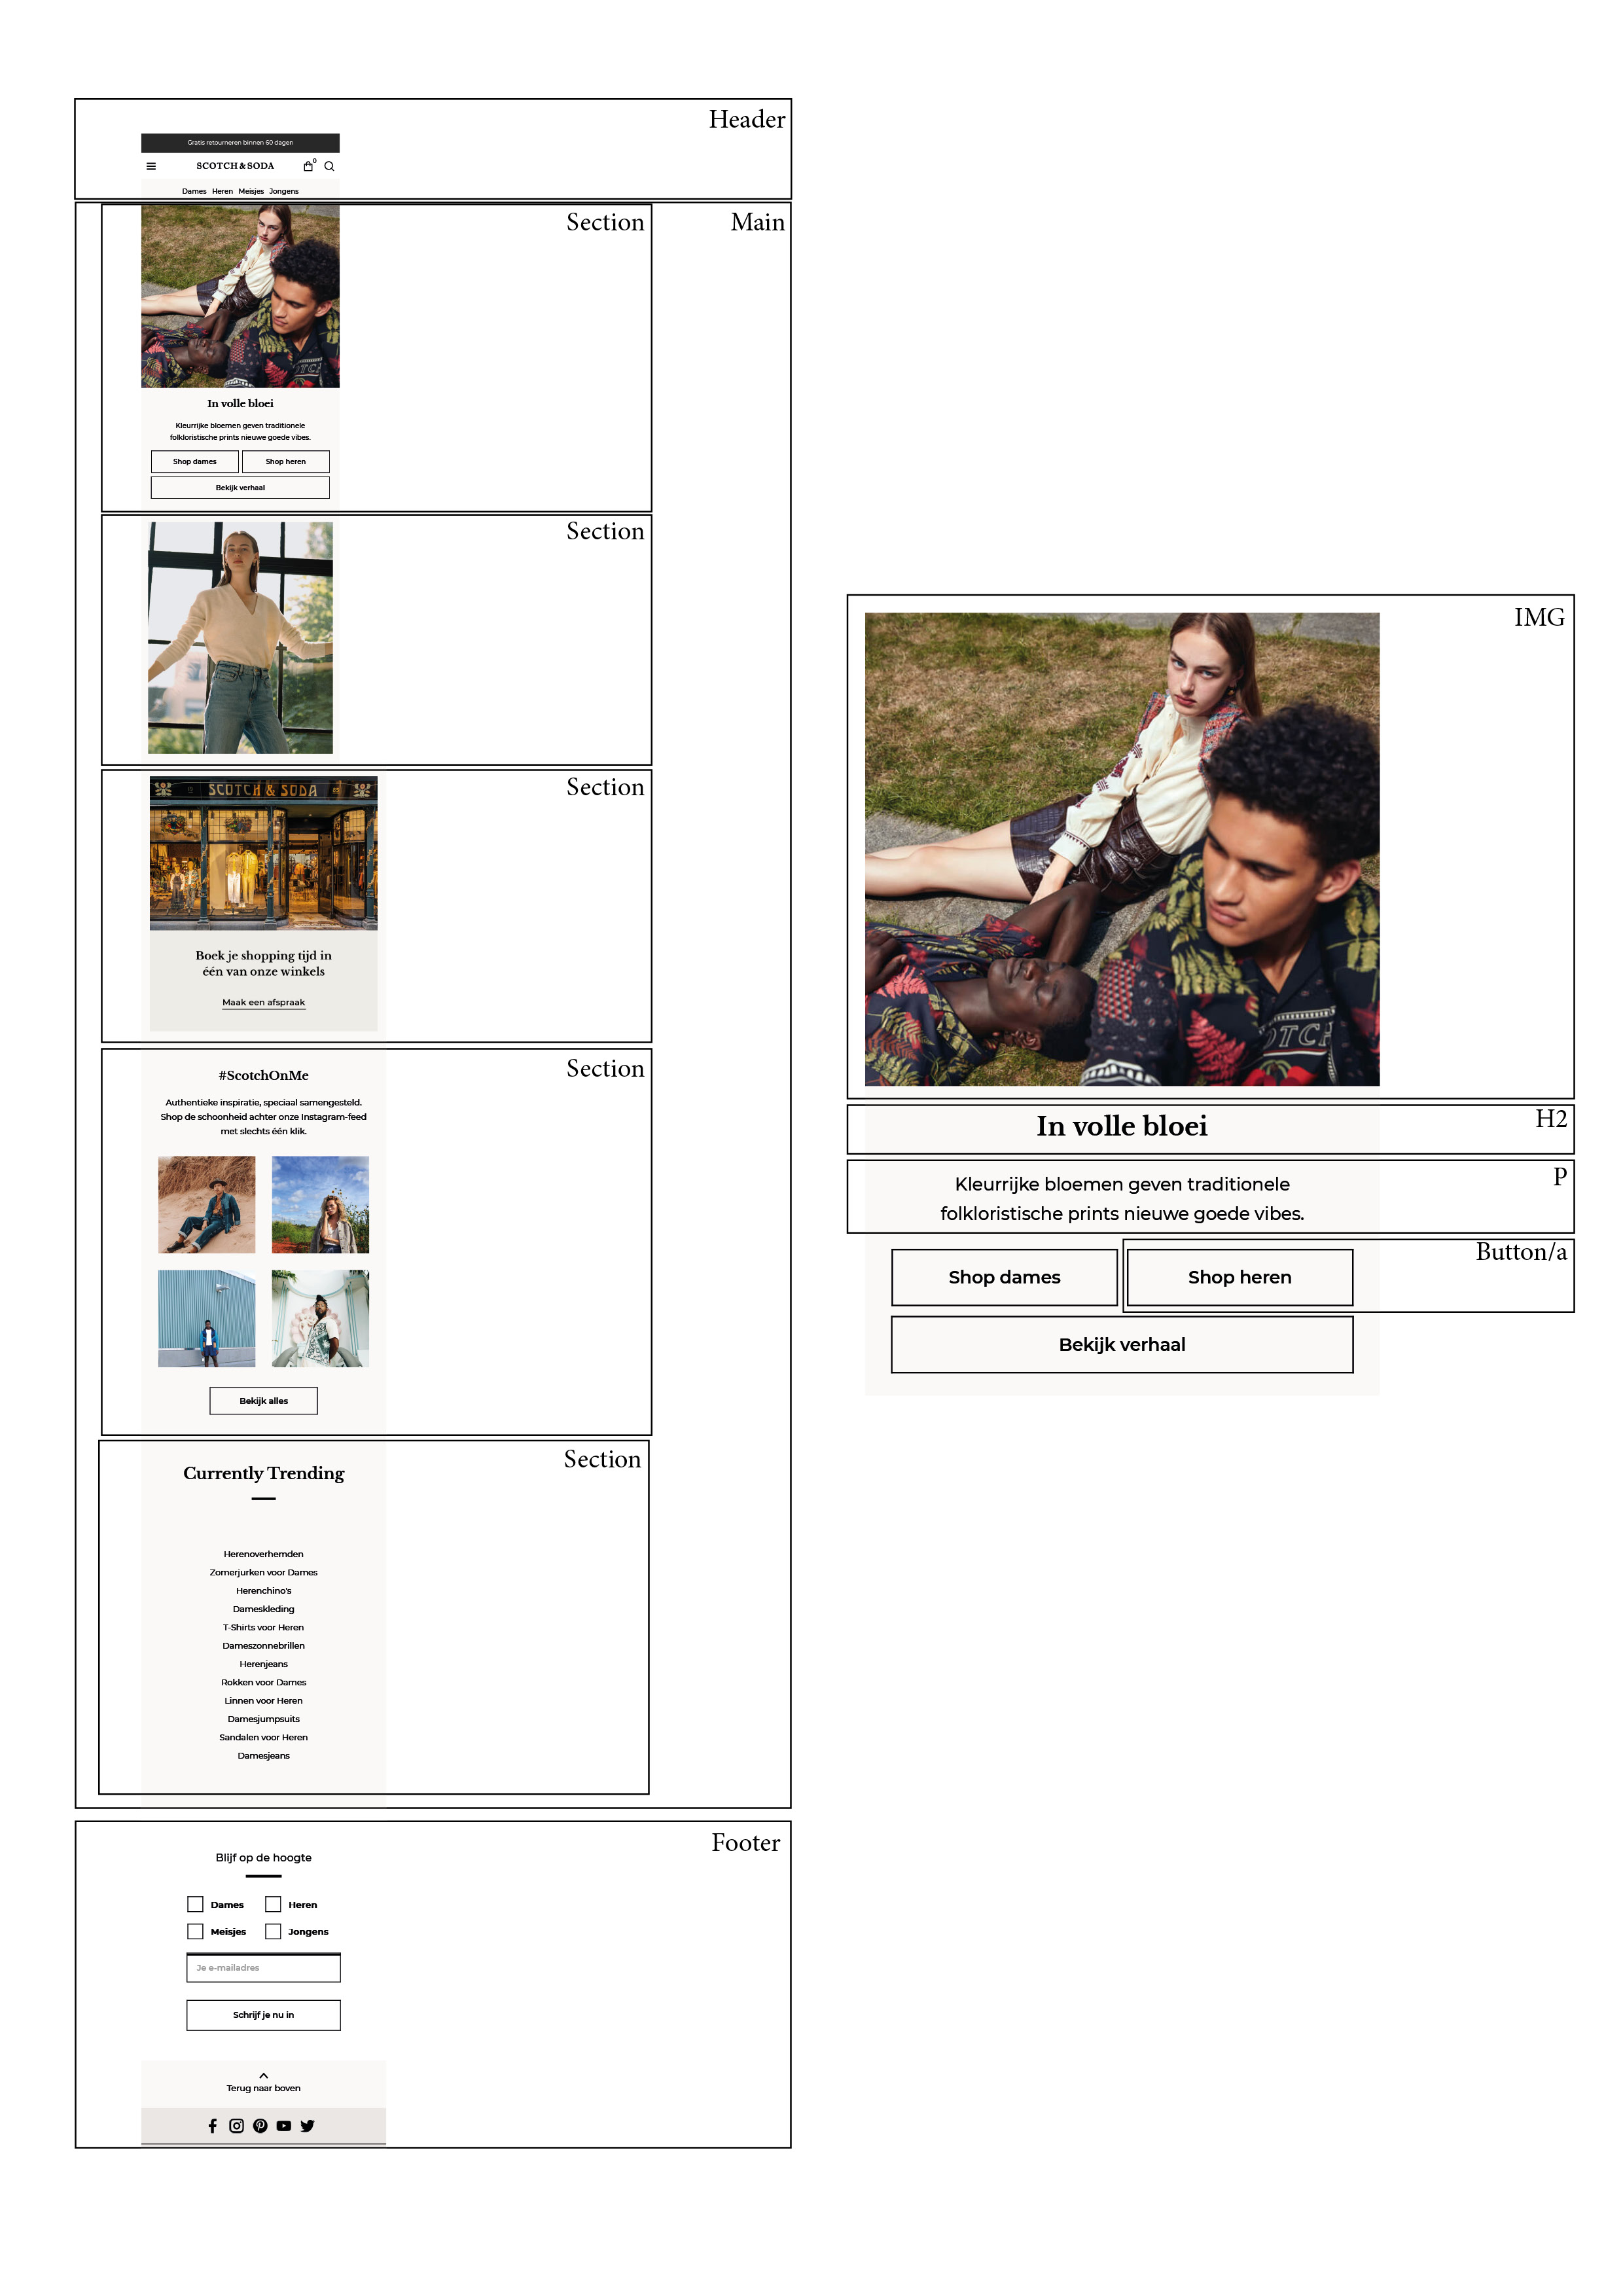 Header
Gratis retourneren binnen 60 dagen
SCOTCH & SODA
0
Dames Heren Meisjes Jongens
Main
Section
In volle bloei
Kleurrijke bloemen geven traditionele
folkloristische prints nieuwe goede vibes.
Shop dames
Shop heren
Bekijk verhaal
Section
Section
SCOTCH & SODA
Boek je shopping tijd in
één van onze winkels
Maak een afspraak
Section
#ScotchOnMe
Authentieke inspiratie, speciaal samengesteld.
Shop de schoonheid achter onze Instagram-feed
met slechts één klik.
Bekijk alles
Section
Currently Trending
Herenoverhemden
Zomerjurken voor Dames
Herenchino's
Dameskleding
T-Shirts voor Heren
Dameszonnebrillen
Herenjeans
Rokken voor Dames
Linnen voor Heren
Damesjumpsuits
Sandalen voor Heren
Damesjeans
Footer
Blijf op de hoogte
Dames
Heren
Meisjes
Jongens
Je e-mailadres
Schrijf je nu in
Terug naar boven
IMG
H2
In volle bloei
P
Kleurrijke bloemen geven traditionele
folkloristische prints nieuwe goede vibes.
Button/a
Shop dames
Shop heren
Bekijk verhaal